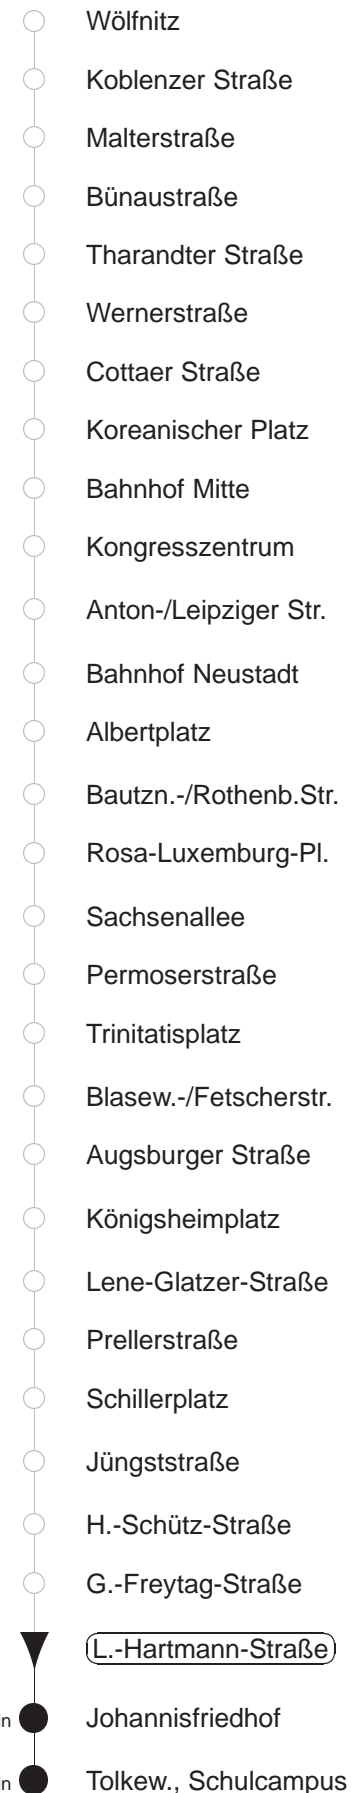 Wölfnitz
Koblenzer Straße
Malterstraße
Bünaustraße
Tharandter Straße
Wernerstraße
Cottaer Straße
Koreanischer Platz
Bahnhof Mitte
Kongresszentrum
Anton-/Leipziger Str.
Bahnhof Neustadt
Albertplatz
Bautzn.-/Rothenb.Str.
Rosa-Luxemburg-Pl.
Sachsenallee
Permoserstraße
Trinitatisplatz
Blasew.-/Fetscherstr.
Augsburger Straße
Königsheimplatz
Lene-Glatzer-Straße
Prellerstraße
Schillerplatz
Jüngststraße
H.-Schütz-Straße
G.-Freytag-Straße
L.-Hartmann-Straße
Johannisfriedhof
Tolkew., Schulcampus